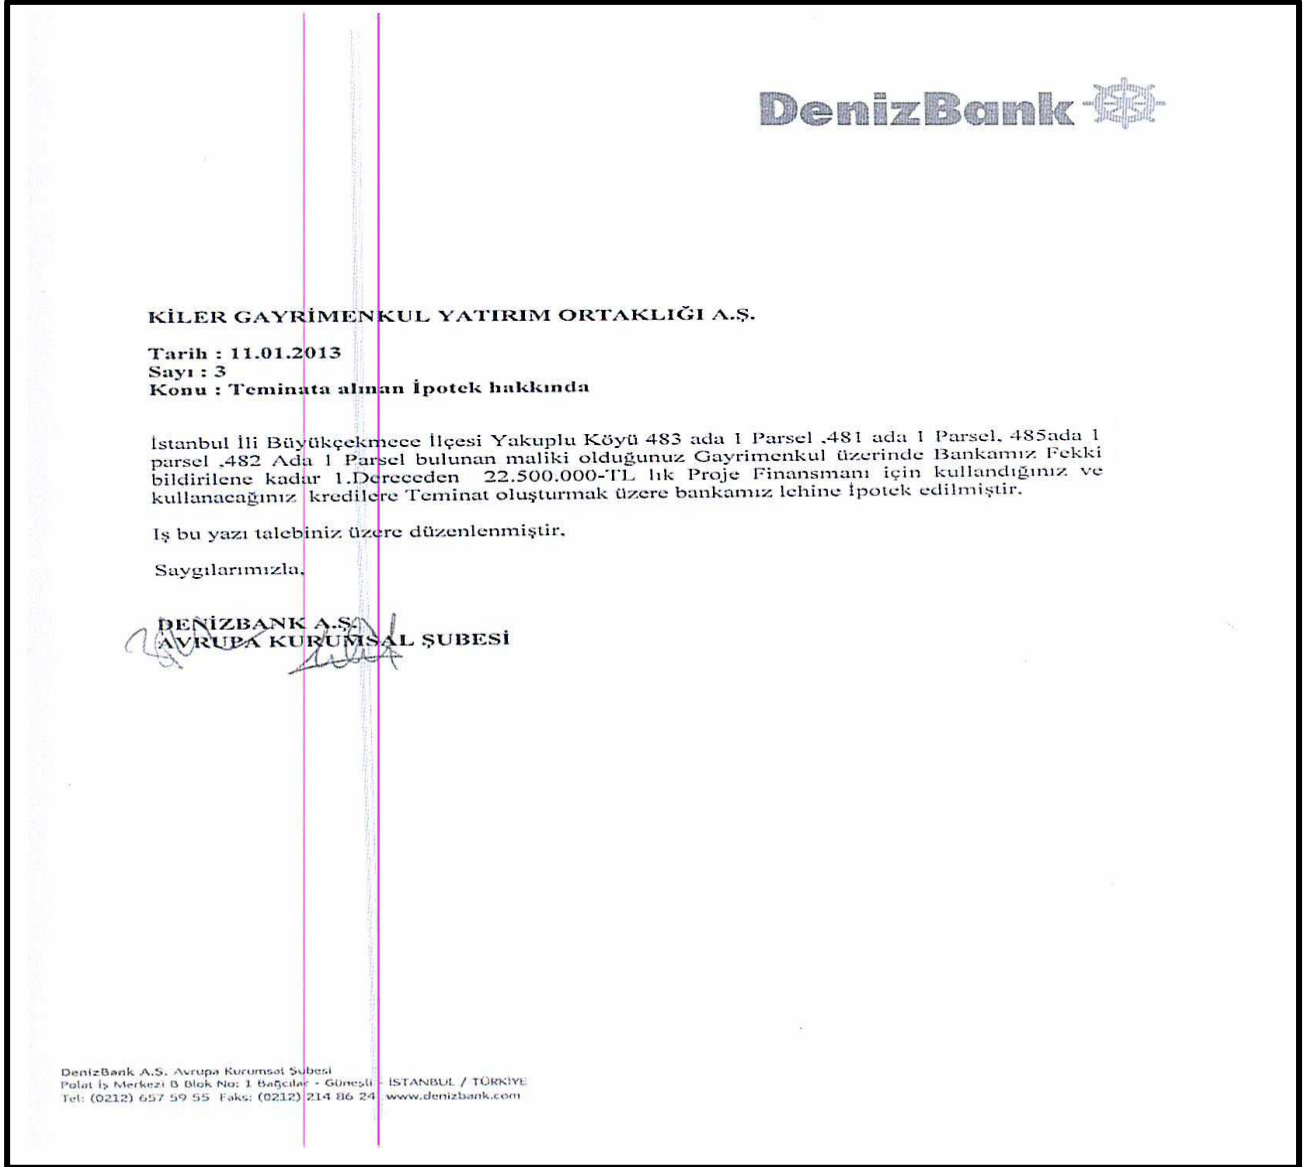 DenizBank
KİLER GAYRİMENKUL YATIRIM ORTAKLIĞI A.Ş.
Tarih : 11.01.2013
Sayı : 3
Konu : Teminata alınan İpotek hakkında
İstanbul İli Büyükçekmece İlçesi Yakuplu Köyü 483 ada 1 Parsel ,481 ada 1 Parsel, 485ada 1
parsel ,482 Ada 1 Parsel bulunan maliki olduğunuz Gayrimenkul üzerinde Bankamız Fekki
bildirilene kadar 1.Dereceden 22.500.000-TL lık Proje Finansmanı için kullandığınız ve
kullanacağınız kredilere Teminat oluşturmak üzere bankamız lehine İpotek edilmiştir.
Iş bu yazı talebiniz üzere düzenlenmiştir.
Saygılarımızla,
DENİZBANK A.Ş.
AVRUPA KURUMSAL ŞUBESİ
DenizBank A.Ş. Avrupa Kurumsal Şubesi
Polat İş Merkezi B Blok No: 1 Bağcılar - Güneşli - İSTANBUL / TÜRKİYE
Tel: (0212) 657 59 55 Faks: (0212) 214 86 24 www.denizbank.com